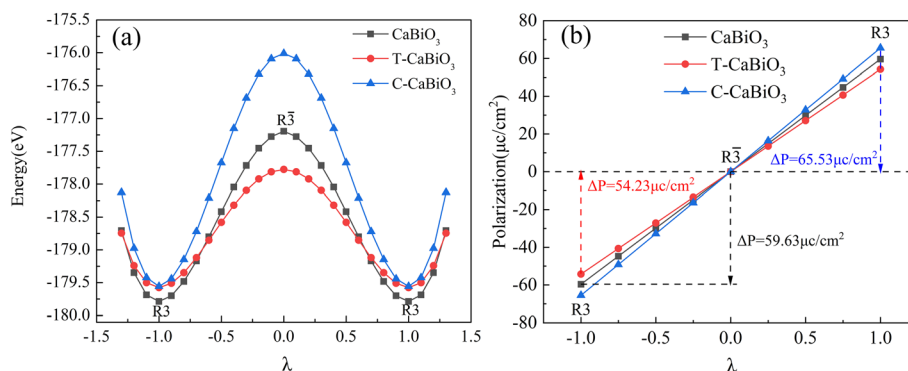 (a)
CaBiO3
T-CaBiO3
C-CaBiO3
R3̅
R3
R3
Energy(eV)
-175.5
-176.0
-176.5
-177.0
-177.5
-178.0
-178.5
-179.0
-179.5
-180.0
-1.5
-1.0
-0.5
0.0
0.5
1.0
1.5
λ
(b)
CaBiO3
T-CaBiO3
C-CaBiO3
R3
R3̅
ΔP=65.53μc/cm2
ΔP=54.23μc/cm2
ΔP=59.63μc/cm2
R3
Polarization(μc/cm2)
80
60
40
20
0
-20
-40
-60
-80
-1.0
-0.5
0.0
0.5
1.0
λ